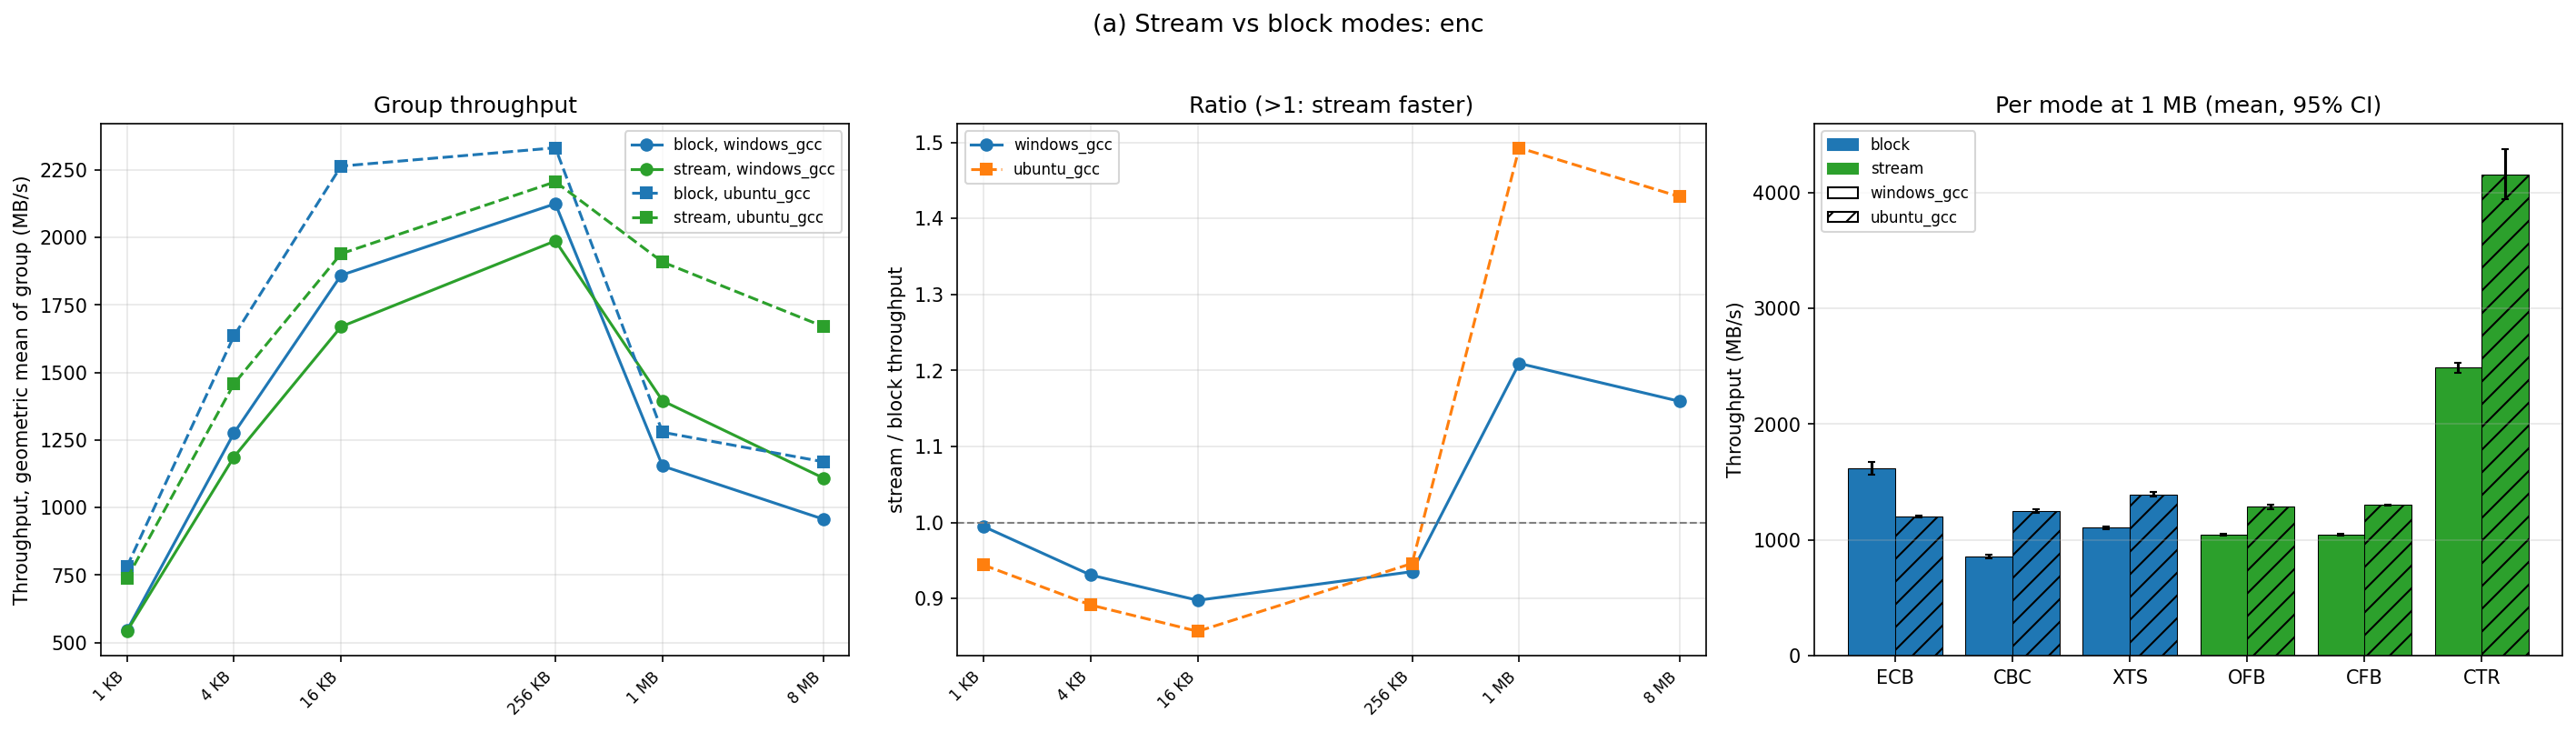 (a) Stream vs block modes: enc
Group throughput
Throughput, geometric mean of group (MB/s)
2250
2000
1750
1500
1250
1000
750
500
block, windows_gcc
stream, windows_gcc
block, ubuntu_gcc
stream, ubuntu_gcc
1 KB
4 KB
16 KB
256 KB
1 MB
8 MB
Ratio (>1: stream faster)
stream / block throughput
1.5
1.4
1.3
1.2
1.1
1.0
0.9
windows_gcc
ubuntu_gcc
1 KB
4 KB
16 KB
256 KB
1 MB
8 MB
Per mode at 1 MB (mean, 95% CI)
Throughput (MB/s)
4000
3000
2000
1000
0
block
stream
windows_gcc
ubuntu_gcc
ECB
CBC
XTS
OFB
CFB
CTR